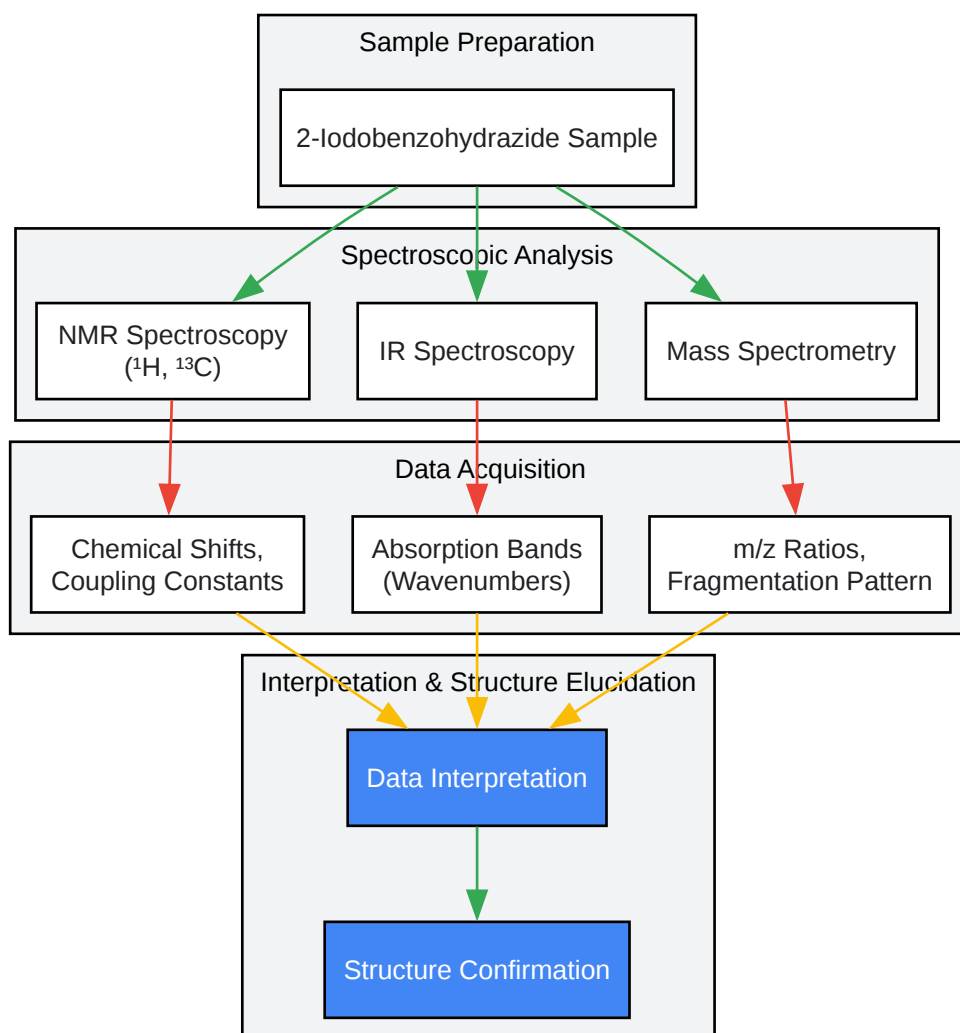 Sample Preparation
2-Iodobenzohydrazide Sample
Spectroscopic Analysis
NMR Spectroscopy
(¹H, ¹³C)
IR Spectroscopy
Mass Spectrometry
Data Acquisition
Chemical Shifts,
Coupling Constants
Absorption Bands
(Wavenumbers)
m/z Ratios,
Fragmentation Pattern
Interpretation & Structure Elucidation
Data Interpretation
Structure Confirmation